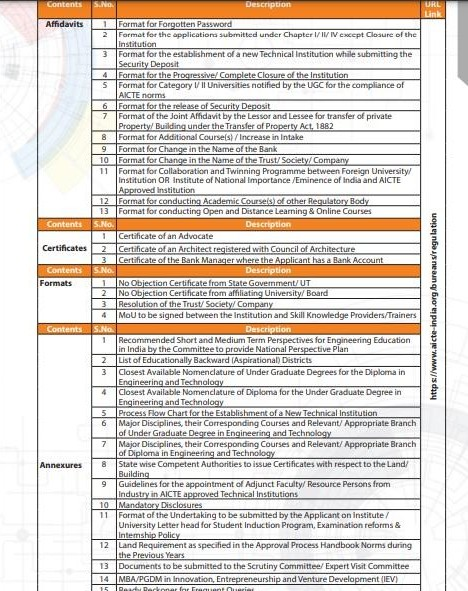 Contents S.No. Description URL Link
Affidavits 1 Format for Forgotten Password
2 Format for the applications submitted under Chapter I/ II/ IV except Closure of the
Institution
3 Format for the establishment of a new Technical Institution while submitting the
Security Deposit
4 Format for the Progressive/ Complete Closure of the Institution
5 Format for Category I/ II Universities notified by the UGC for the compliance of
AICTE norms
6 Format for the release of Security Deposit
7 Format of the Joint Affidavit by the Lessor and Lessee for transfer of private
Property/ Building under the Transfer of Property Act, 1882
8 Format for Additional Course(s) / Increase in Intake
9 Format for Change in the Name of the Bank
10 Format for Change in the Name of the Trust/ Society/ Company
11 Format for Collaboration and Twinning Programme between Foreign University/
Institution OR Institute of National Importance /Eminence of India and AICTE
Approved Institution
12 Format for conducting Academic Course(s) of other Regulatory Body
13 Format for conducting Open and Distance Learning & Online Courses
Contents S.No. Description
1 Certificate of an Advocate
Certificates 2 Certificate of an Architect registered with Council of Architecture
3 Certificate of the Bank Manager where the Applicant has a Bank Account
Contents S.No. Description
Formats 1 No Objection Certificate from State Government/ UT
2 No Objection Certificate from affiliating University/ Board
3 Resolution of the Trust/ Society/ Company
4 MoU to be signed between the Institution and Skill Knowledge Providers/Trainers
Contents S.No. Description
1 Recommended Short and Medium Term Perspectives for Engineering Education
in India by the Committee to provide National Perspective Plan
2 List of Educationally Backward (Aspirational) Districts
3 Closest Available Nomenclature of Under Graduate Degrees for the Diploma in
Engineering and Technology
4 Closest Available Nomenclature of Diploma for the Under Graduate Degree in
Engineering and Technology
5 Process Flow Chart for the Establishment of a New Technical Institution
6 Major Disciplines, their Corresponding Courses and Relevant/ Appropriate Branch
of Under Graduate Degree in Engineering and Technology
7 Major Disciplines, their Corresponding Courses and Relevant/ Appropriate Branch
of Diploma in Engineering and Technology
Annexures 8 State wise Competent Authorities to issue Certificates with respect to the Land/
Building
9 Guidelines for the appointment of Adjunct Faculty/ Resource Persons from
Industry in AICTE approved Technical Institutions
10 Mandatory Disclosures
11 Format of the Undertaking to be submitted by the Applicant on Institute /
University Letter head for Student Induction Program, Examination reforms &
Internship Policy
12 Land Requirement as specified in the Approval Process Handbook Norms during
the Previous Years
13 Documents to be submitted to the Scrutiny Committee/ Expert Visit Committee
14 MBA/PGDM in Innovation, Entrepreneurship and Venture Development (IEV)
15 Ready Reckoner for Frequent Queries
https://www.aicte-india.org/bureaus/regulation